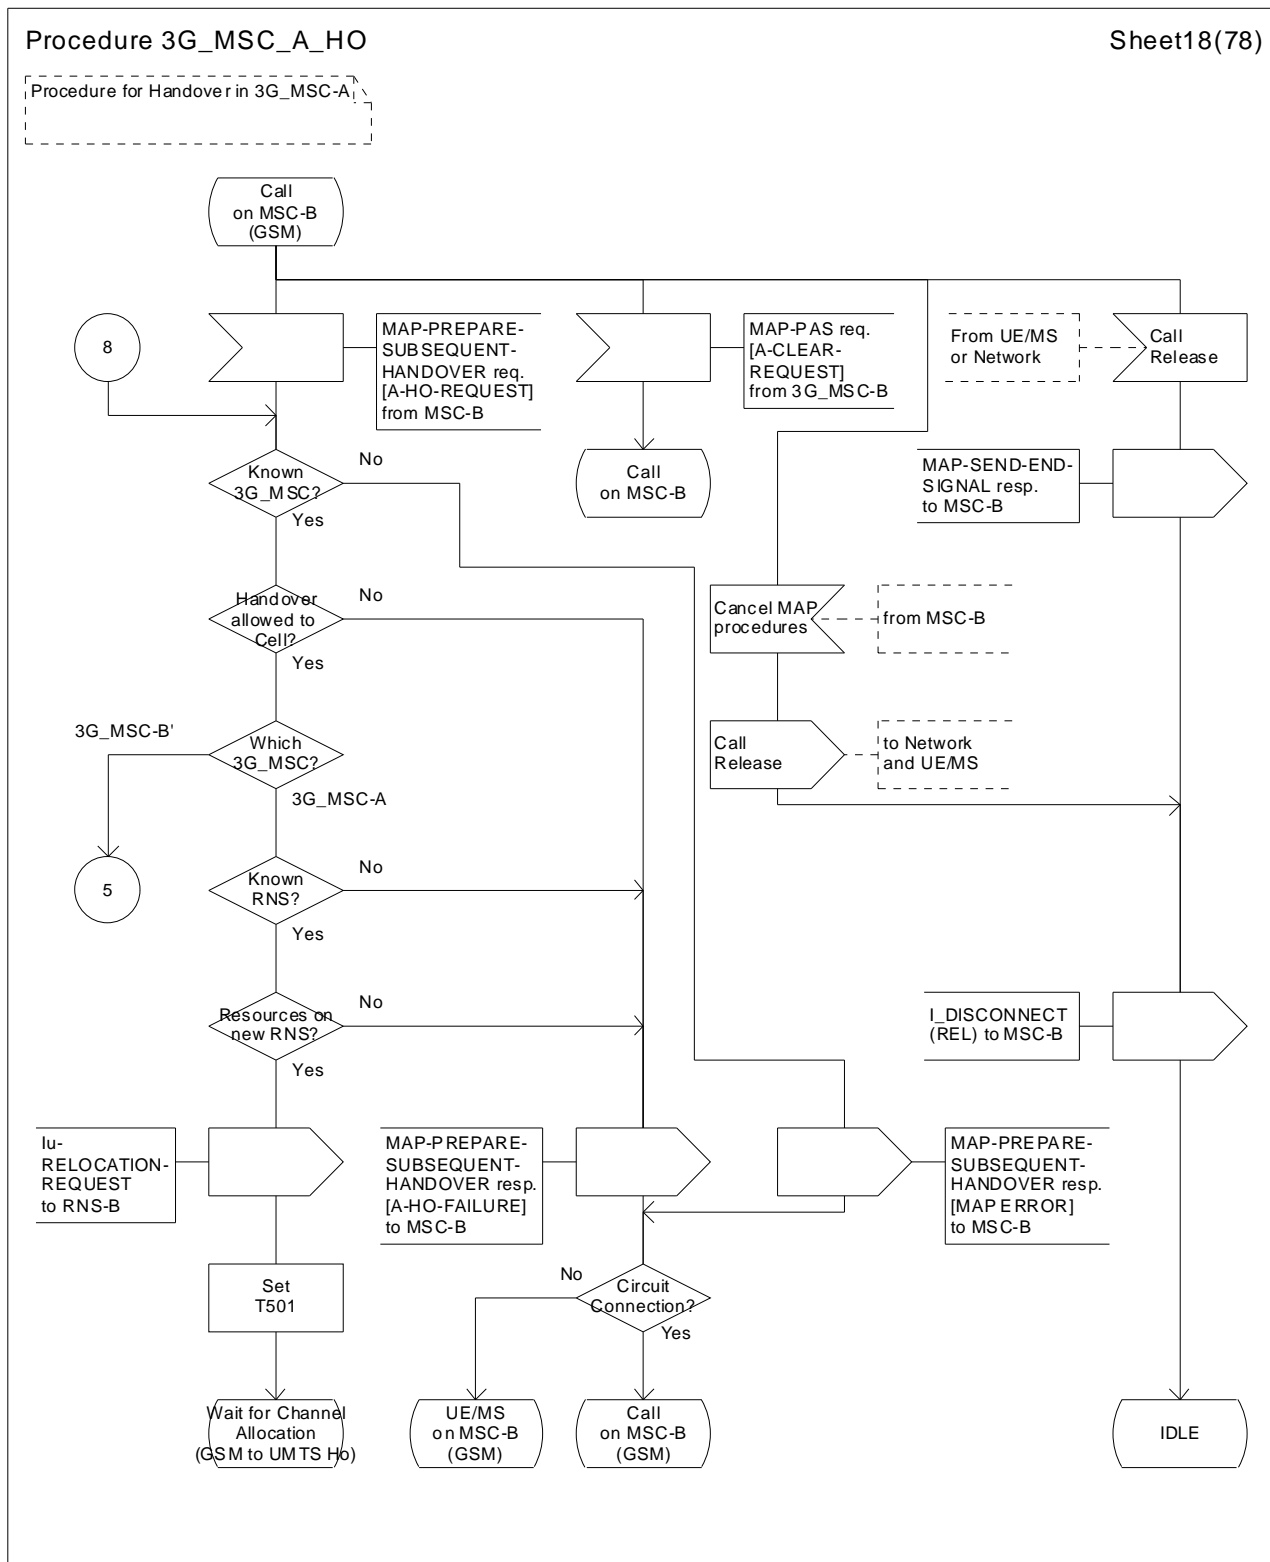 Procedure 3G_MSC_A_HO
Sheet18(78)
Procedure for Handover in 3G_MSC-A
Call
on MSC-B
(GSM)
8
MAP-PREPARE-
SUBSEQUENT-
HANDOVER req.
[A-HO-REQUEST]
from MSC-B
MAP-PAS req.
[A-CLEAR-
REQUEST]
from 3G_MSC-B
From UE/MS
or Network
Call
Release
Known
3G_MSC?
No
Yes
Call
on MSC-B
MAP-SEND-END-
SIGNAL resp.
to MSC-B
Handover
allowed to
Cell?
No
Yes
Cancel MAP
procedures
from MSC-B
3G_MSC-B'
Which
3G_MSC?
3G_MSC-A
Call
Release
to Network
and UE/MS
5
Known
RNS?
No
Yes
Resources on
new RNS?
No
Yes
I_DISCONNECT
(REL) to MSC-B
Iu-
RELOCATION-
REQUEST
to RNS-B
MAP-PREPARE-
SUBSEQUENT-
HANDOVER resp.
[A-HO-FAILURE]
to MSC-B
MAP-PREPARE-
SUBSEQUENT-
HANDOVER resp.
[MAP ERROR]
to MSC-B
Set
T501
No
Circuit
Connection?
Yes
Wait for Channel
Allocation
(GSM to UMTS Ho)
UE/MS
on MSC-B
(GSM)
Call
on MSC-B
(GSM)
IDLE